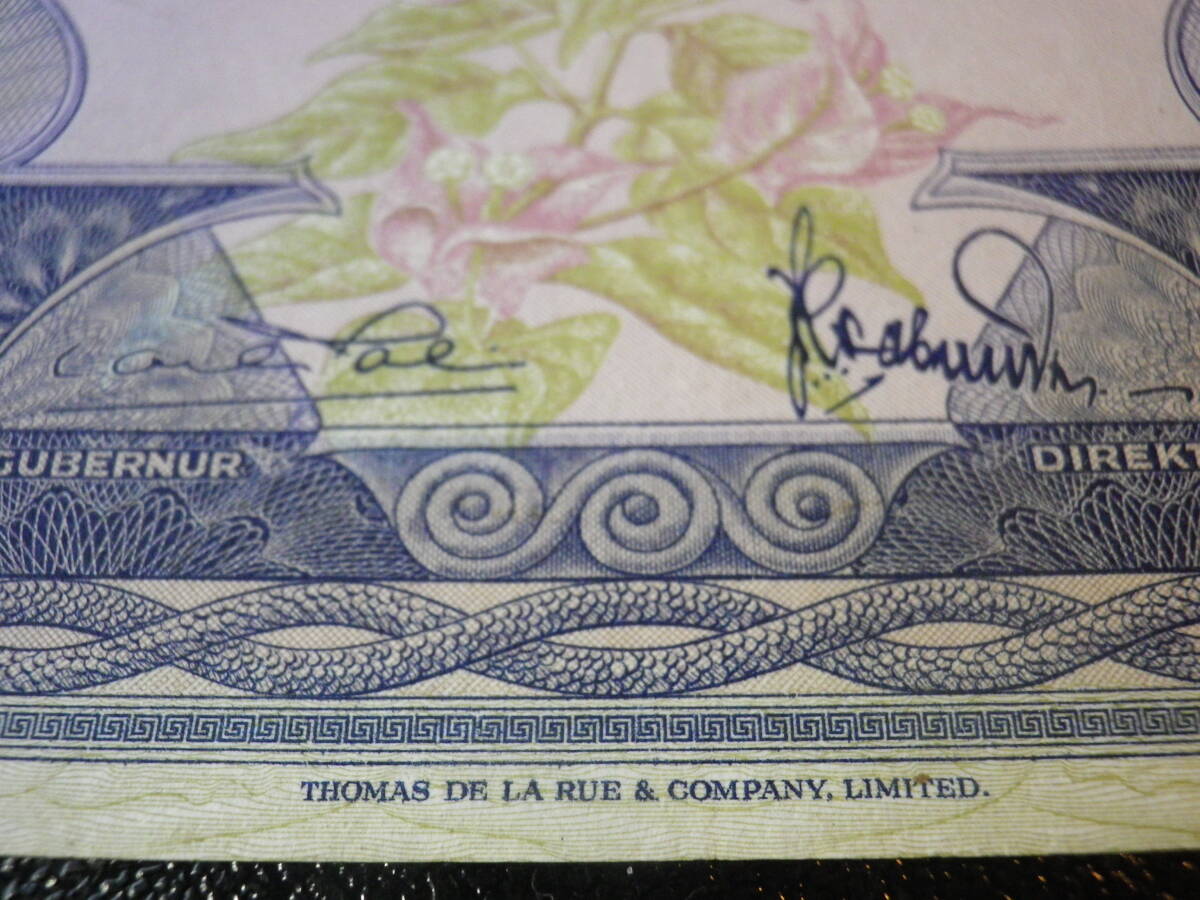 GUBERNUR DIREKT
THOMAS DE LA RUE & COMPANY, LIMITED.